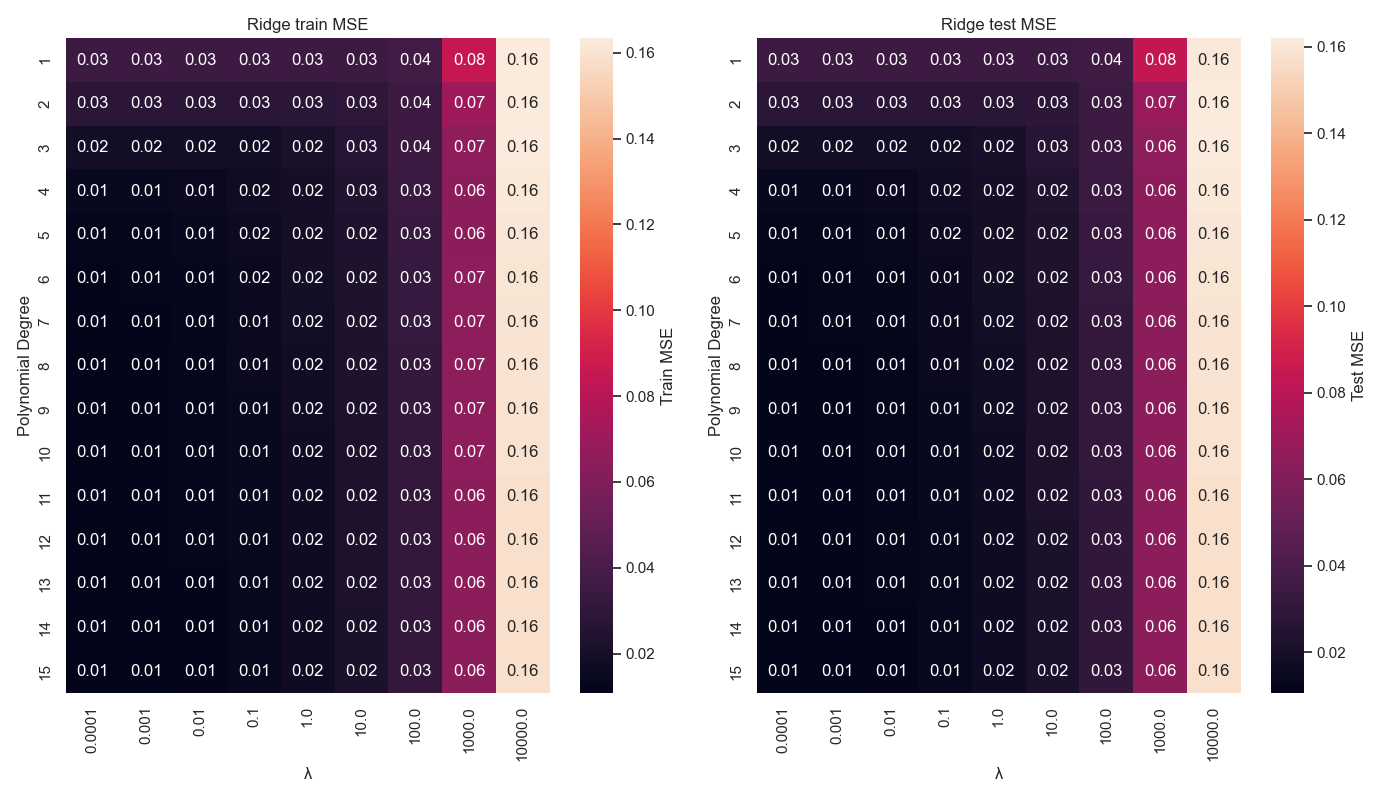 Ridge train MSE
1 0.03 0.03 0.03 0.03 0.03 0.03 0.04 0.08 0.16
2 0.03 0.03 0.03 0.03 0.03 0.03 0.04 0.07 0.16
3 0.02 0.02 0.02 0.02 0.02 0.03 0.04 0.07 0.16
4 0.01 0.01 0.01 0.02 0.02 0.03 0.03 0.06 0.16
5 0.01 0.01 0.01 0.02 0.02 0.02 0.03 0.06 0.16
6 0.01 0.01 0.01 0.02 0.02 0.02 0.03 0.07 0.16
7 0.01 0.01 0.01 0.01 0.02 0.02 0.03 0.07 0.16
8 0.01 0.01 0.01 0.01 0.02 0.02 0.03 0.07 0.16
9 0.01 0.01 0.01 0.01 0.02 0.02 0.03 0.07 0.16
10 0.01 0.01 0.01 0.01 0.02 0.02 0.03 0.07 0.16
11 0.01 0.01 0.01 0.01 0.02 0.02 0.03 0.06 0.16
12 0.01 0.01 0.01 0.01 0.02 0.02 0.03 0.06 0.16
13 0.01 0.01 0.01 0.01 0.02 0.02 0.03 0.06 0.16
14 0.01 0.01 0.01 0.01 0.02 0.02 0.03 0.06 0.16
15 0.01 0.01 0.01 0.01 0.02 0.02 0.03 0.06 0.16
0.0001 0.001 0.01 0.1 1.0 10.0 100.0 1000.0 10000.0
λ
Polynomial Degree
0.16
0.14
0.12
0.10
0.08
0.06
0.04
0.02
Train MSE
Ridge test MSE
1 0.03 0.03 0.03 0.03 0.03 0.03 0.04 0.08 0.16
2 0.03 0.03 0.03 0.03 0.03 0.03 0.03 0.07 0.16
3 0.02 0.02 0.02 0.02 0.02 0.03 0.03 0.06 0.16
4 0.01 0.01 0.01 0.02 0.02 0.02 0.03 0.06 0.16
5 0.01 0.01 0.01 0.02 0.02 0.02 0.03 0.06 0.16
6 0.01 0.01 0.01 0.01 0.02 0.02 0.03 0.06 0.16
7 0.01 0.01 0.01 0.01 0.02 0.02 0.03 0.06 0.16
8 0.01 0.01 0.01 0.01 0.02 0.02 0.03 0.06 0.16
9 0.01 0.01 0.01 0.01 0.02 0.02 0.03 0.06 0.16
10 0.01 0.01 0.01 0.01 0.02 0.02 0.03 0.06 0.16
11 0.01 0.01 0.01 0.01 0.02 0.02 0.03 0.06 0.16
12 0.01 0.01 0.01 0.01 0.02 0.02 0.03 0.06 0.16
13 0.01 0.01 0.01 0.01 0.02 0.02 0.03 0.06 0.16
14 0.01 0.01 0.01 0.01 0.02 0.02 0.03 0.06 0.16
15 0.01 0.01 0.01 0.01 0.02 0.02 0.03 0.06 0.16
0.0001 0.001 0.01 0.1 1.0 10.0 100.0 1000.0 10000.0
λ
Polynomial Degree
0.16
0.14
0.12
0.10
0.08
0.06
0.04
0.02
Test MSE